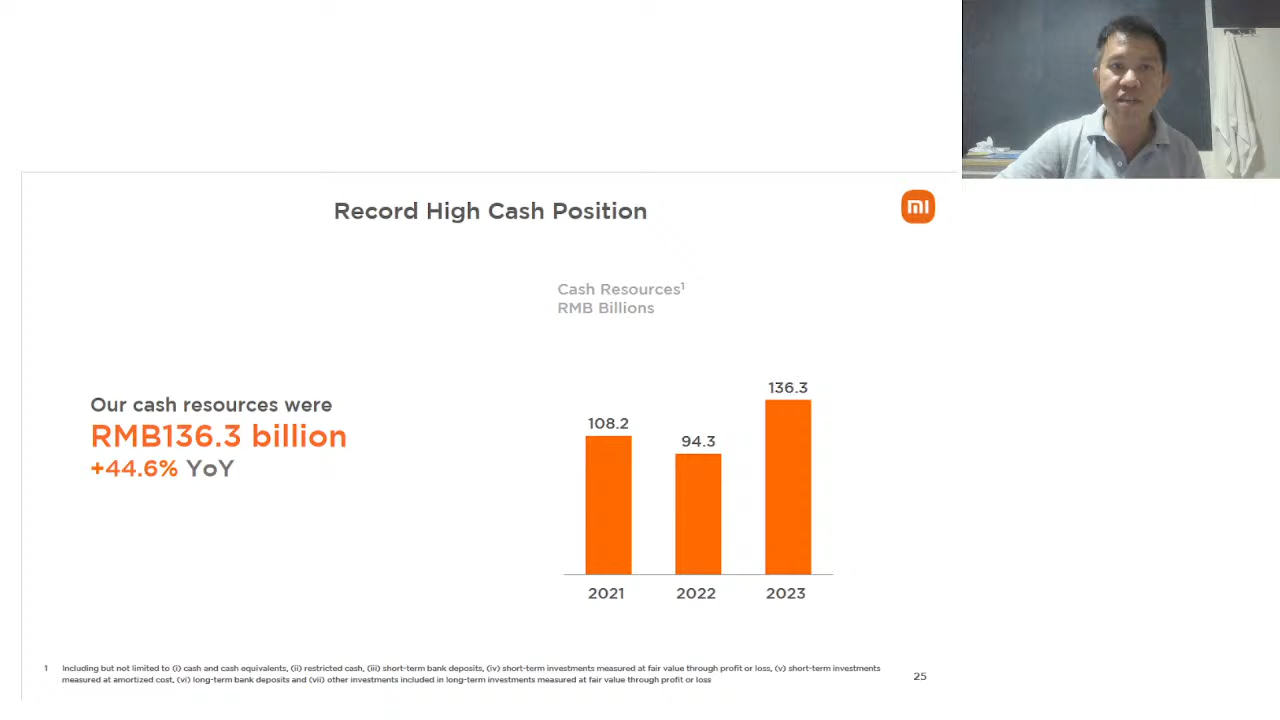 Record High Cash Position
mi
Cash Resources¹
RMB Billions
Our cash resources were
RMB136.3 billion
+44.6% YoY
108.2
94.3
136.3
2021
2022
2023
1 Including but not limited to (i) cash and cash equivalents, (ii) restricted cash, (iii) short-term bank deposits, (iv) short-term investments measured at fair value through profit or loss, (v) short-term investments
measured at amortized cost, (vi) long-term bank deposits and (vii) other investments included in long-term investments measured at fair value through profit or loss
25